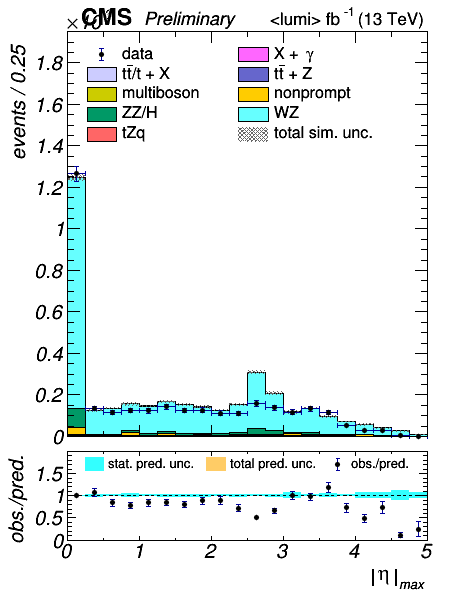 CMS Preliminary <lumi> fb⁻¹ (13 TeV)
events / 0.25
1.8
1.6
1.4
1.2
1
0.8
0.6
0.4
0.2
0
data
tt̄/t + X
multiboson
ZZ/H
tZq
X + γ
tt̄ + Z
nonprompt
WZ
total sim. unc.
obs./pred.
1.5
1
0.5
0
stat. pred. unc. total pred. unc. obs./pred.
0 1 2 3 4 5
|η|max